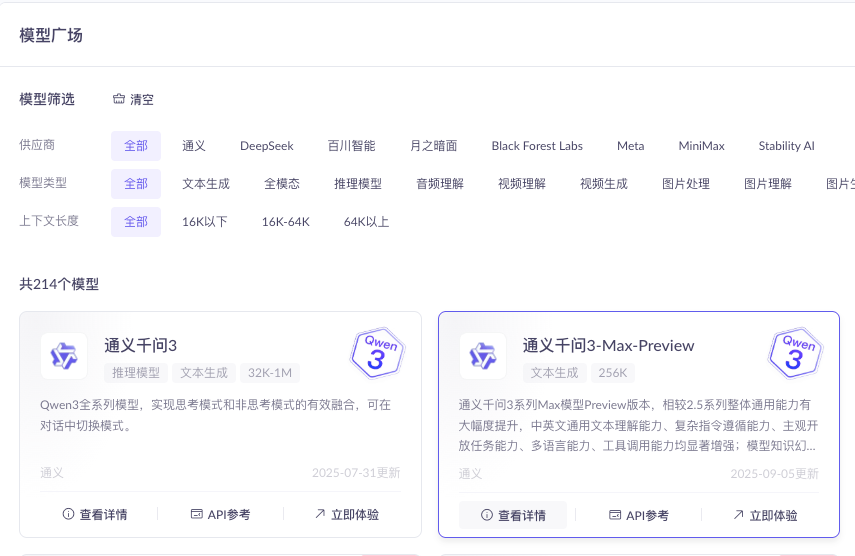 模型广场
模型筛选 清空
供应商 全部 通义 DeepSeek 百川智能 月之暗面 Black Forest Labs Meta MiniMax Stability AI
模型类型 全部 文本生成 全模态 推理模型 音频理解 视频理解 视频生成 图片处理 图片理解 图片
上下文长度 全部 16K以下 16K-64K 64K以上
共214个模型
通义千问3
Qwen 3
推理模型 文本生成 32K-1M
Qwen3全系列模型，实现思考模式和非思考模式的有效融合，可在
对话中切换模式。
通义 2025-07-31更新
查看详情 API参考 立即体验
通义千问3-Max-Preview
Qwen 3
文本生成 256K
通义千问3系列Max模型Preview版本，相较2.5系列整体通用能力有
大幅度提升，中英文通用文本理解能力、复杂指令遵循能力、主观开
放任务能力、多语言能力、工具调用能力均显著增强；模型知识幻...
通义 2025-09-05更新
查看详情 API参考 立即体验